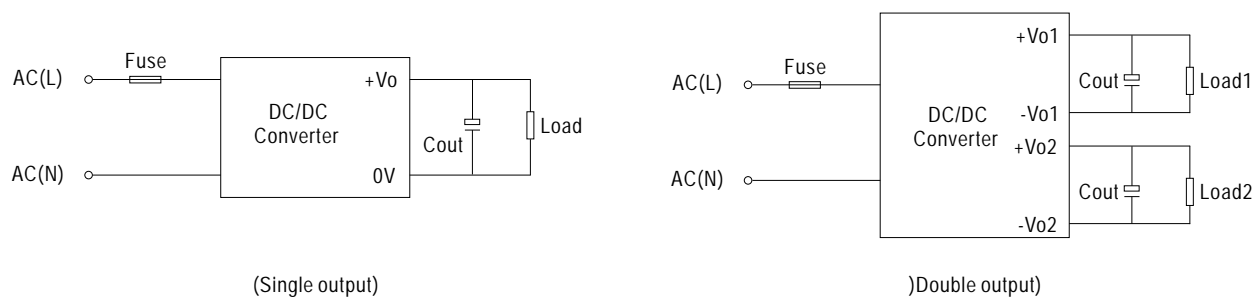 AC(L)
Fuse
+Vo
DC/DC
Converter
Cout
Load
AC(N)
0V
(Single output)
AC(L)
Fuse
+Vo1
Cout
Load1
DC/DC
Converter
-Vo1
+Vo2
AC(N)
Cout
Load2
-Vo2
)Double output)